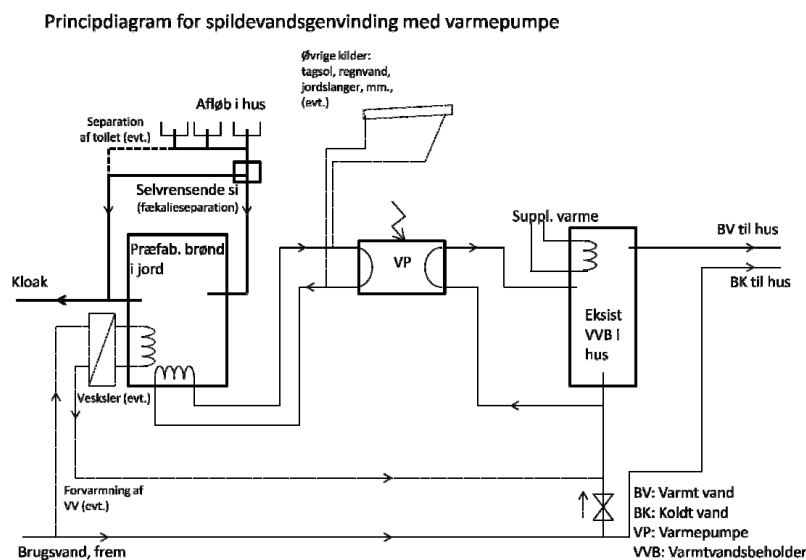 Principdiagram for spildevandsgenvinding med varmepumpe
Øvrige kilder:
tagsol, regnvand,
jordslanger, mm.,
(evt.)
Afløb i hus
Separation
af toilet (evt.)
Selvrensende si
(fækalieseparation)
Suppl. varme
BV til hus
Præfab. brønd
i jord
VP
BK til hus
Kloak
Eksist
VVB i
hus
Vesksler (evt.)
Forvarmning af
VV (evt.)
BV: Varmt vand
BK: Koldt vand
VP: Varmepumpe
VVB: Varmtvandsbeholder
Brugsvand, frem